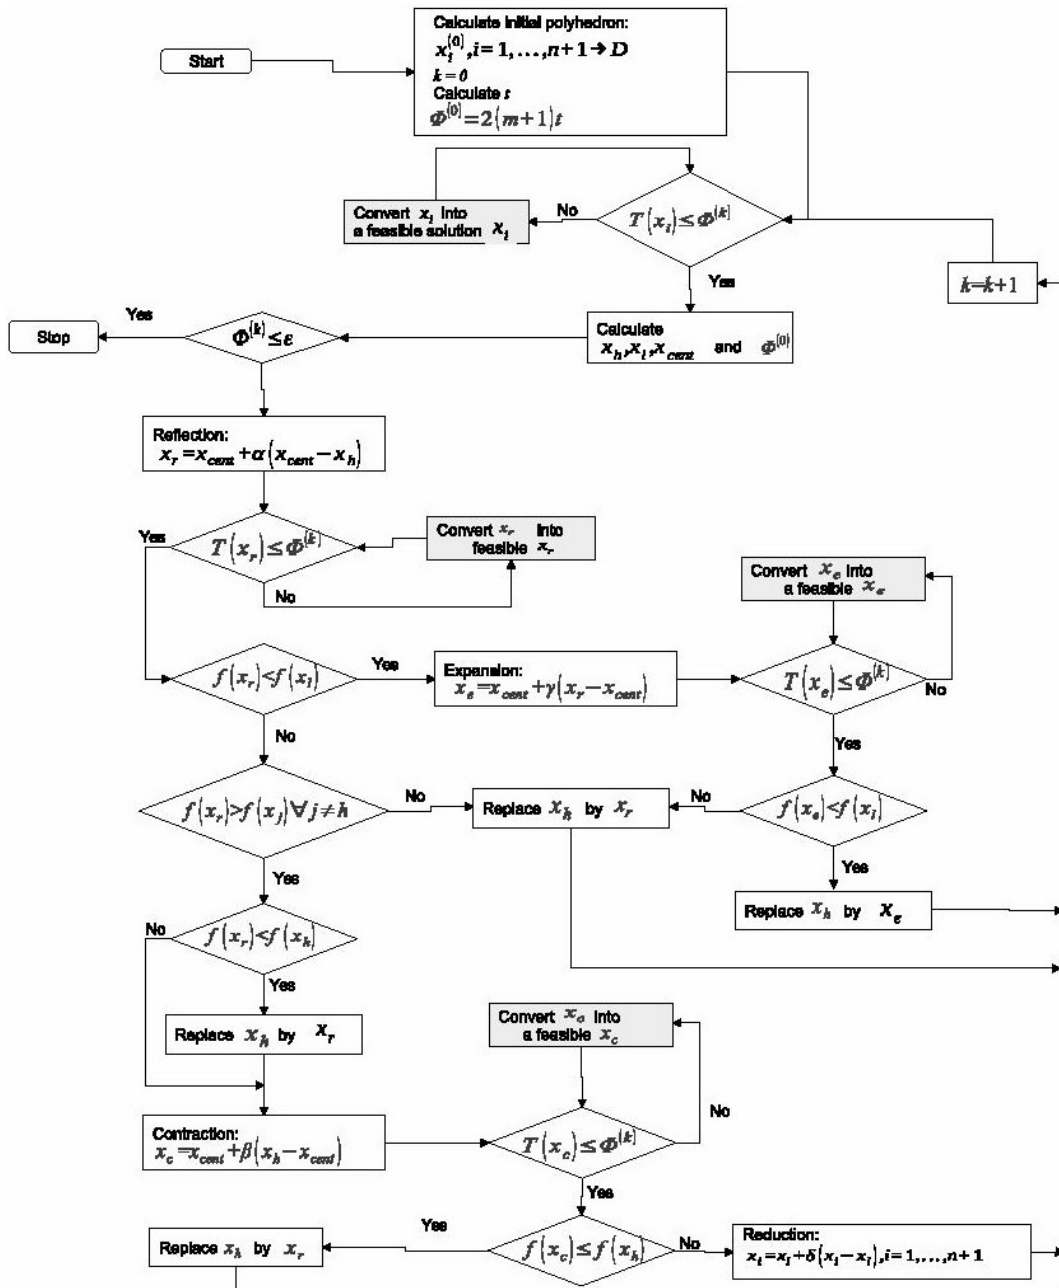 Calculate initial polyhedron:
x_i^(0), i = 1, ..., n+1 → D
k = 0
Calculate t
Φ^(0) = 2(m+1)t
Start
Convert x_i into
a feasible solution x_i
No
T(x_i) ≤ Φ^(k)
Yes
k=k+1
Stop
Yes
Φ^(k) ≤ ε
Calculate
x_h, x_l, x_cent and Φ^(0)
Reflection:
x_r = x_cent + α(x_cent − x_h)
Yes
T(x_r) ≤ Φ^(k)
No
Convert x_r into
feasible x_r
Convert x_e into
a feasible x_e
f(x_r) < f(x_l)
Yes
Expansion:
x_e = x_cent + γ(x_r − x_cent)
T(x_e) ≤ Φ^(k)
No
No
Yes
f(x_r) > f(x_j) ∀ j ≠ h
No
Replace x_h by x_r
No
f(x_e) < f(x_l)
Yes
Yes
Replace x_h by x_e
No
f(x_r) < f(x_h)
Yes
Replace x_h by x_r
Convert x_c into
a feasible x_c
No
Contraction:
x_c = x_cent + β(x_h − x_cent)
T(x_c) ≤ Φ^(k)
Yes
Replace x_h by x_r
Yes
f(x_c) ≤ f(x_h)
No
Reduction:
x_i = x_l + δ(x_i − x_l), i = 1, ..., n+1